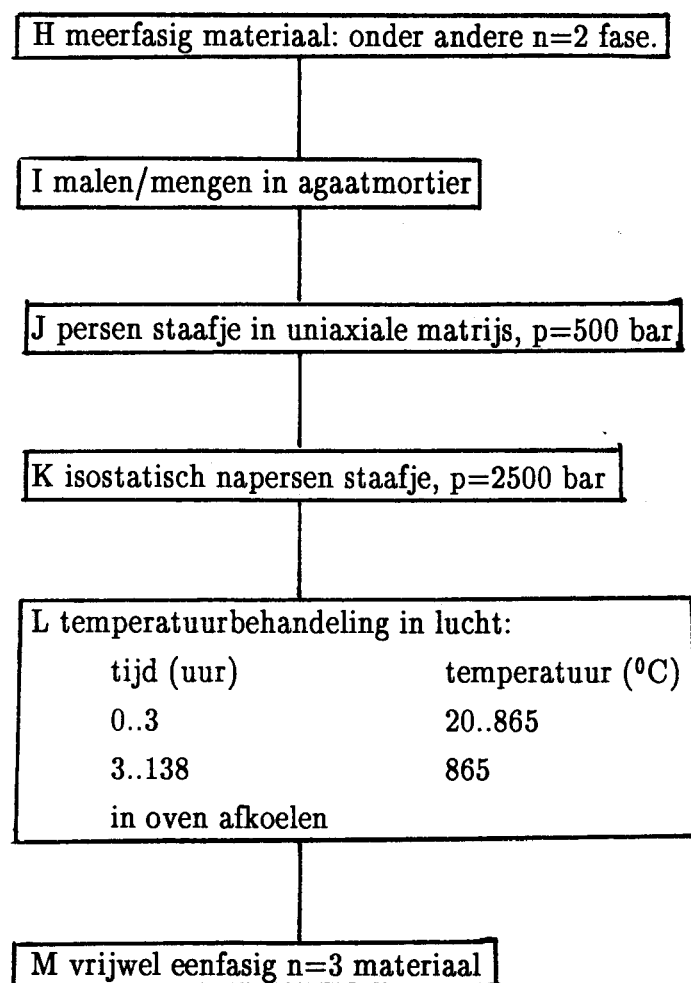 H meerfasig materiaal: onder andere n=2 fase.
I malen/mengen in agaatmortier
J persen staafje in uniaxiale matrijs, p=500 bar
K isostatisch napersen staafje, p=2500 bar
L temperatuurbehandeling in lucht:
tijd (uur) temperatuur (⁰C)
0..3 20..865
3..138 865
in oven afkoelen
M vrijwel eenfasig n=3 materiaal